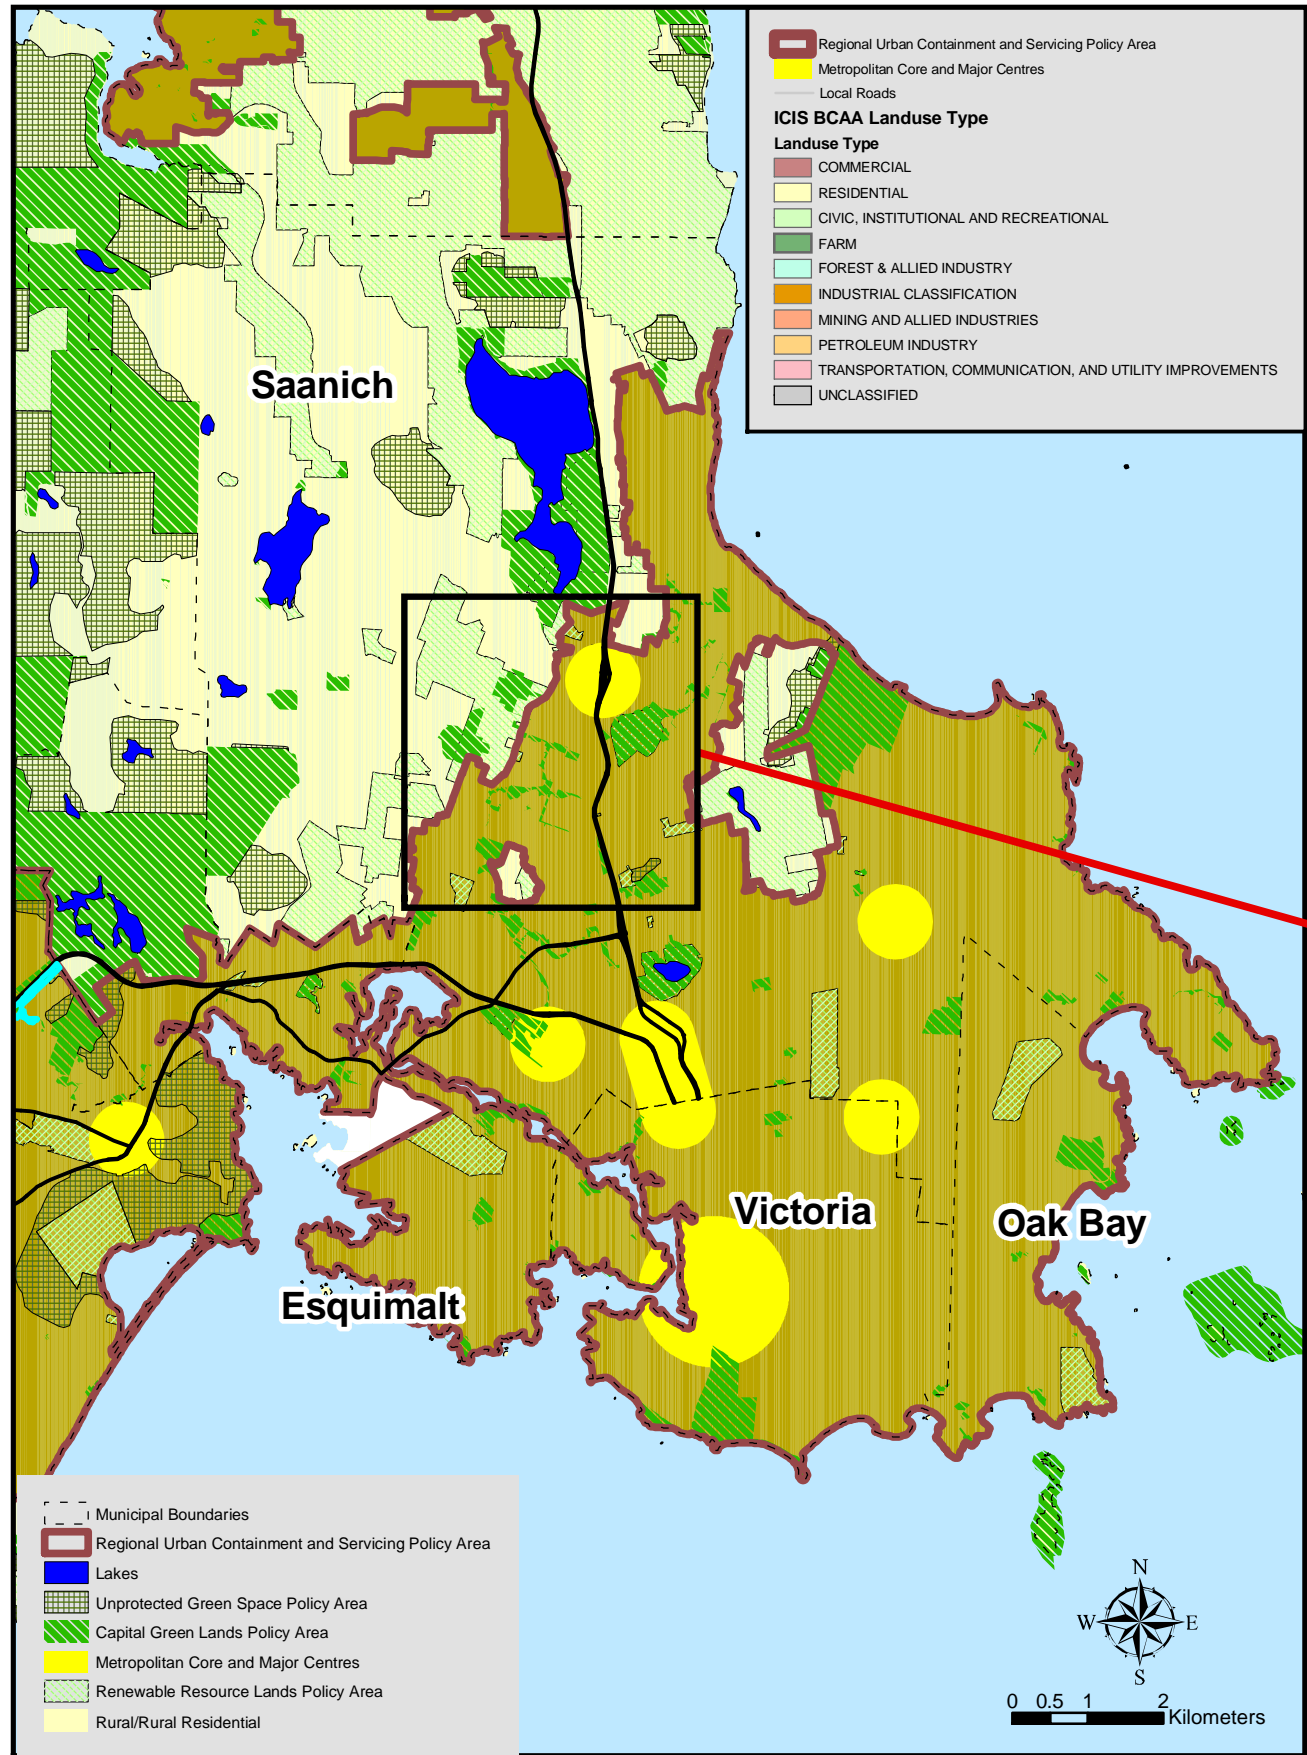 Regional Urban Containment and Servicing Policy Area
Metropolitan Core and Major Centres
Local Roads
ICIS BCAA Landuse Type
Landuse Type
COMMERCIAL
RESIDENTIAL
CIVIC, INSTITUTIONAL AND RECREATIONAL
FARM
FOREST & ALLIED INDUSTRY
INDUSTRIAL CLASSIFICATION
MINING AND ALLIED INDUSTRIES
PETROLEUM INDUSTRY
TRANSPORTATION, COMMUNICATION, AND UTILITY IMPROVEMENTS
UNCLASSIFIED
Saanich
Victoria
Oak Bay
Esquimalt
Municipal Boundaries
Regional Urban Containment and Servicing Policy Area
Lakes
Unprotected Green Space Policy Area
Capital Green Lands Policy Area
Metropolitan Core and Major Centres
Renewable Resource Lands Policy Area
Rural/Rural Residential
N
W E
S
0 0.5 1 2
Kilometers